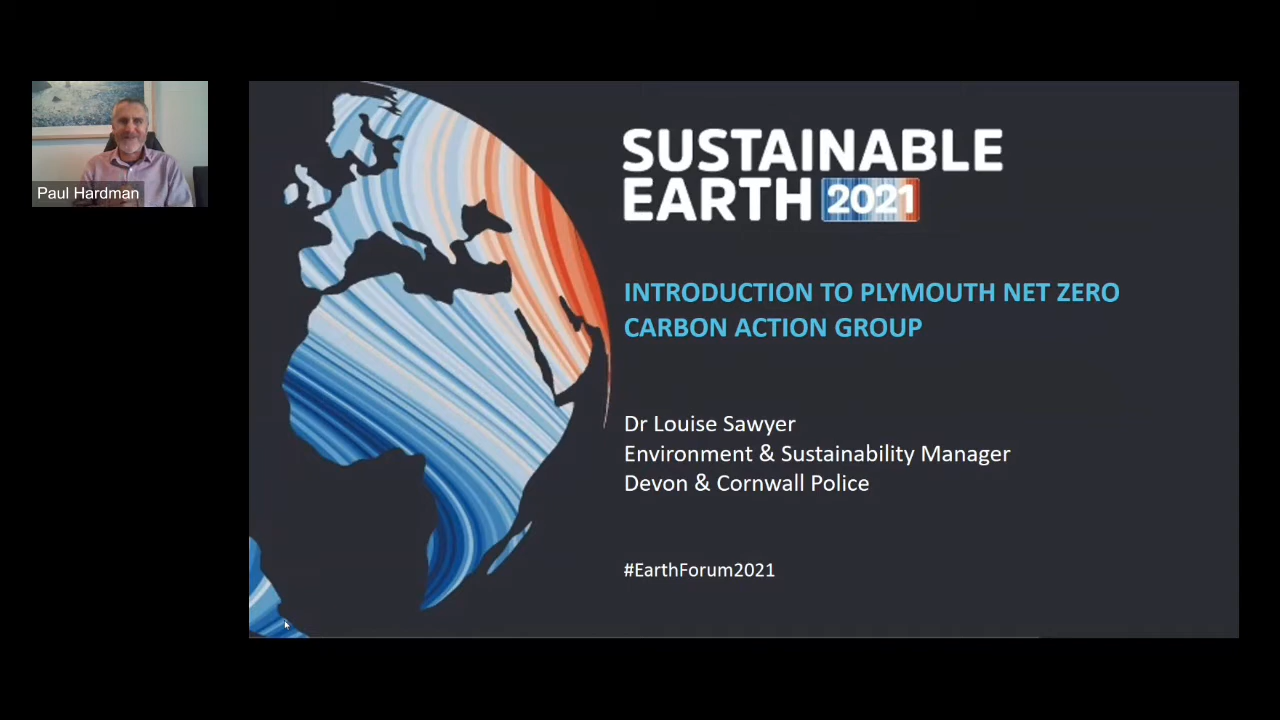 Paul Hardman
SUSTAINABLE
EARTH 2021
INTRODUCTION TO PLYMOUTH NET ZERO
CARBON ACTION GROUP
Dr Louise Sawyer
Environment & Sustainability Manager
Devon & Cornwall Police
#EarthForum2021